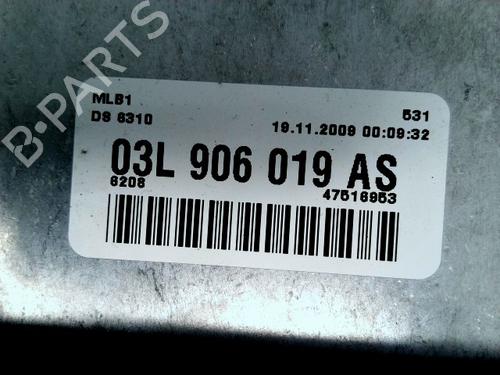 B-PARTS
MLB1 531
DS 6310 19.11.2009 00:09:32
03L 906 019 AS
6208 47516953